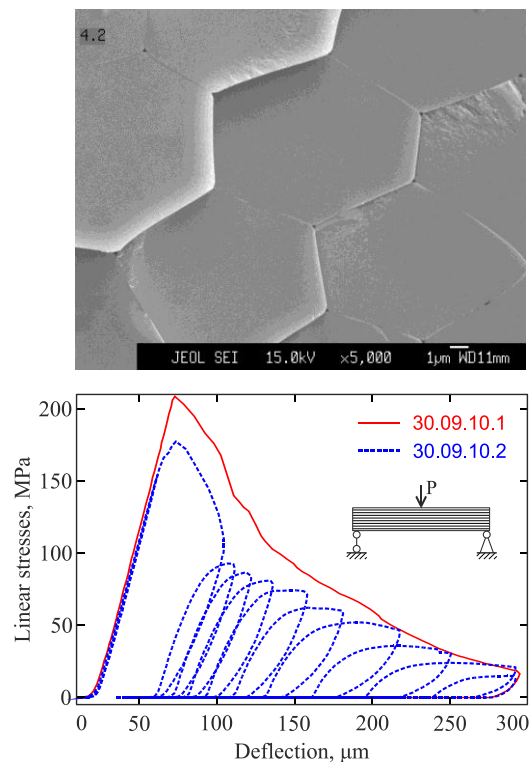 4.2
JEOL SEI 15.0kV ×5,000 1μm WD11mm
200
150
100
50
0
Linear stresses, MPa
30.09.10.1
30.09.10.2
P
0 50 100 150 200 250 300
Deflection, μm